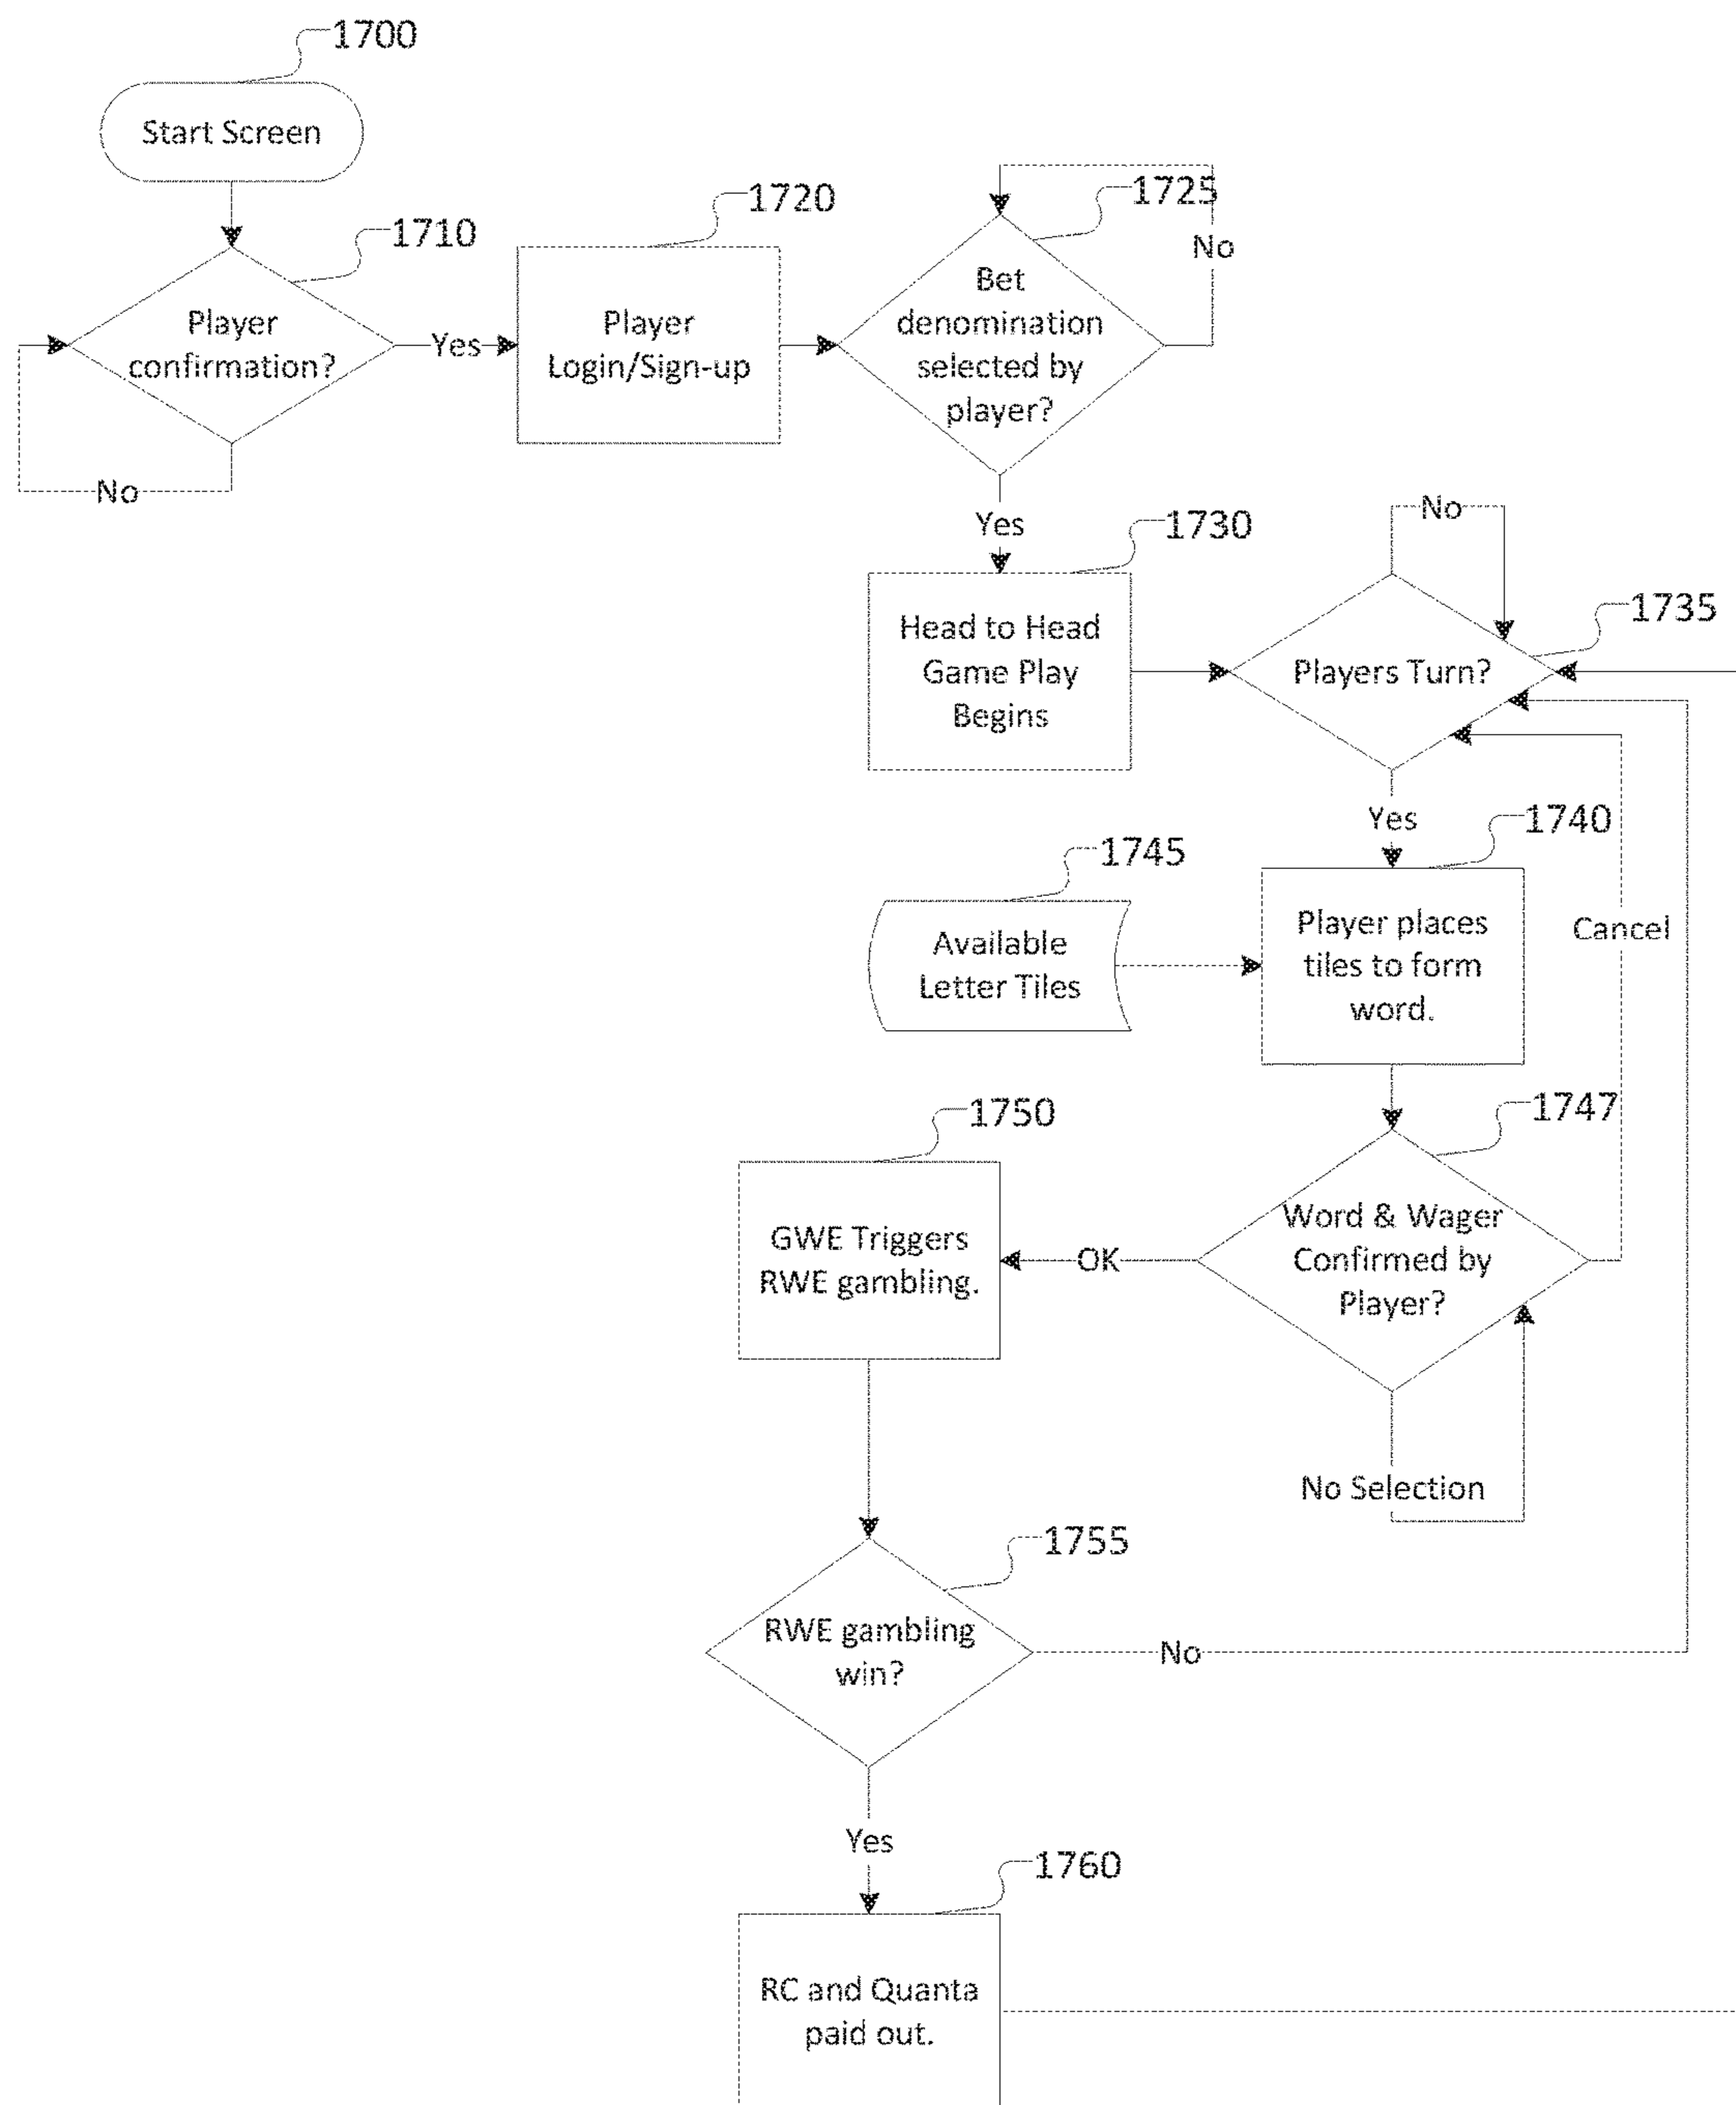 1700
Start Screen
1710
Player
confirmation?
Yes
No
1720
Player
Login/Sign-up
1725
No
Bet
denomination
selected by
player?
Yes
1730
Head to Head
Game Play
Begins
No
1735
Players Turn?
Yes
1740
1745
Available
Letter Tiles
Player places
tiles to form
word.
Cancel
1747
Word & Wager
Confirmed by
Player?
OK
No Selection
1750
GWE Triggers
RWE gambling.
1755
RWE gambling
win?
No
Yes
1760
RC and Quanta
paid out.